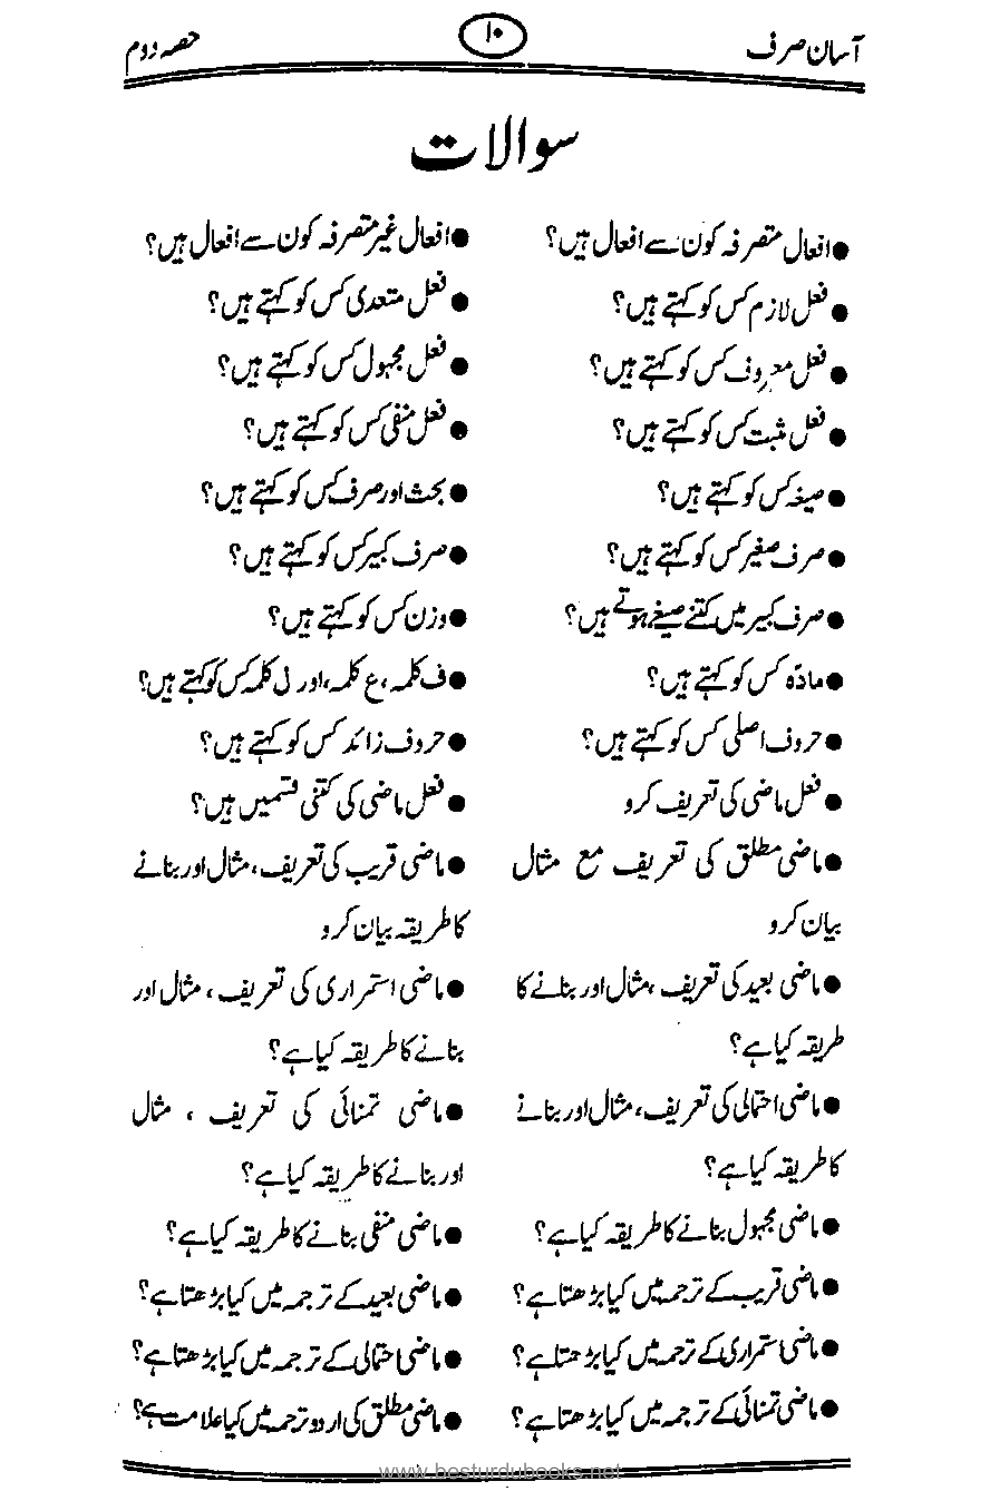 آسان صرف
۱۰
حصہ دوم
سوالات
● افعال متصرفہ کون سے افعال ہیں؟
● افعال غیر متصرفہ کون سے افعال ہیں؟
● فعل لازم کس کو کہتے ہیں؟
● فعل متعدی کس کو کہتے ہیں؟
● فعل معروف کس کو کہتے ہیں؟
● فعل مجہول کس کو کہتے ہیں؟
● فعل مثبت کس کو کہتے ہیں؟
● فعل منفی کس کو کہتے ہیں؟
● صیغہ کس کو کہتے ہیں؟
● بحث اور صرف کس کو کہتے ہیں؟
● صرف صغیر کس کو کہتے ہیں؟
● صرف کبیر کس کو کہتے ہیں؟
● صرف کبیر میں کتنے صیغے ہوتے ہیں؟
● وزن کس کو کہتے ہیں؟
● مادّہ کس کو کہتے ہیں؟
● ف کلمہ، ع کلمہ، اور ل کلمہ کس کو کہتے ہیں؟
● حروف اصلی کس کو کہتے ہیں؟
● حروف زائد کس کو کہتے ہیں؟
● فعل ماضی کی تعریف کرو
● فعل ماضی کی کتنی قسمیں ہیں؟
● ماضی مطلق کی تعریف مع مثال
بیان کرو
● ماضی قریب کی تعریف، مثال اور بنانے
کا طریقہ بیان کرو
● ماضی بعید کی تعریف، مثال اور بنانے کا
طریقہ کیا ہے؟
● ماضی استمراری کی تعریف، مثال اور
بنانے کا طریقہ کیا ہے؟
● ماضی احتمالی کی تعریف، مثال اور بنانے
کا طریقہ کیا ہے؟
● ماضی تمنائی کی تعریف، مثال
اور بنانے کا طریقہ کیا ہے؟
● ماضی مجہول بنانے کا طریقہ کیا ہے؟
● ماضی منفی بنانے کا طریقہ کیا ہے؟
● ماضی قریب کے ترجمہ میں کیا بڑھتا ہے؟
● ماضی بعید کے ترجمہ میں کیا بڑھتا ہے؟
● ماضی استمراری کے ترجمہ میں کیا بڑھتا ہے؟
● ماضی احتمالی کے ترجمہ میں کیا بڑھتا ہے؟
● ماضی تمنائی کے ترجمہ میں کیا بڑھتا ہے؟
● ماضی مطلق کی اردو ترجمہ میں کیا علامت ہے؟
www.besturdubooks.net